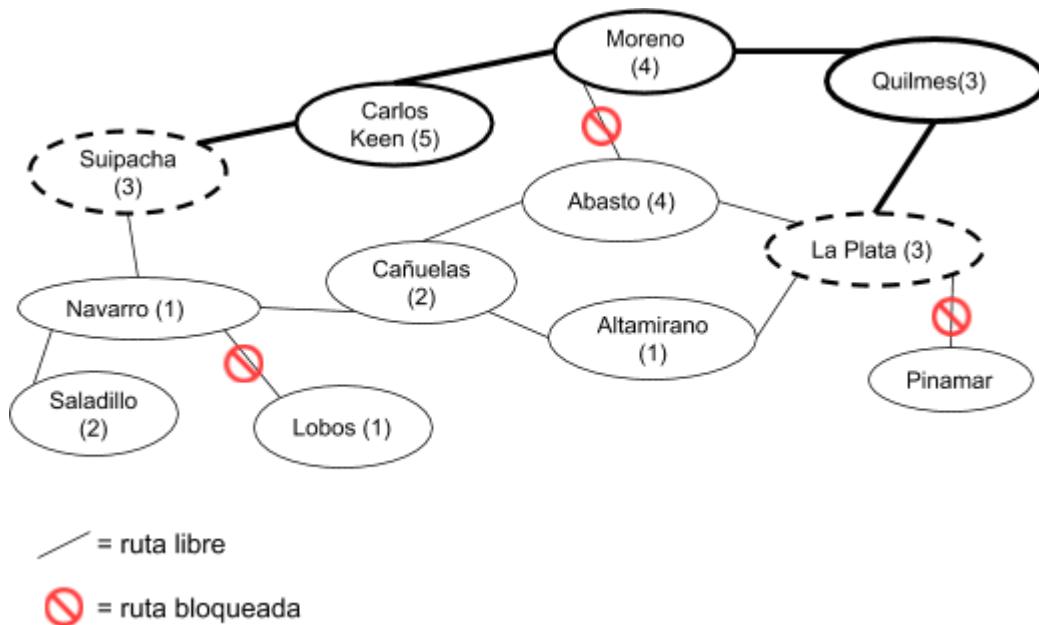 Moreno
(4)
Quilmes(3)
Carlos
Keen (5)
Suipacha
(3)
Abasto (4)
La Plata (3)
Cañuelas
(2)
Navarro (1)
Altamirano
(1)
Pinamar
Saladillo
(2)
Lobos (1)
= ruta libre
= ruta bloqueada